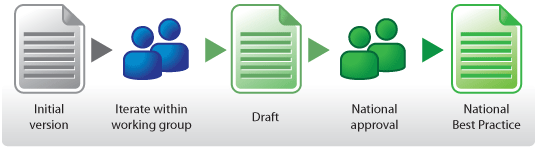 Initial
version
Iterate within
working group
Draft
National
approval
National
Best Practice